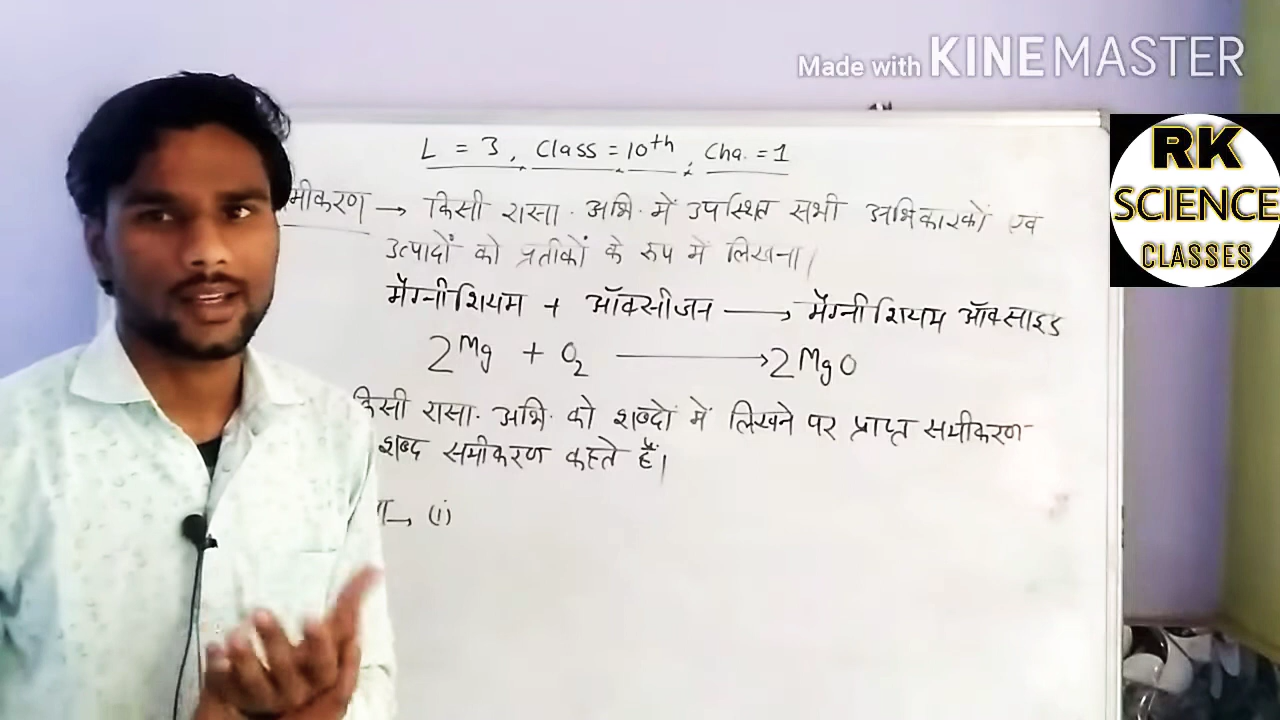 Made with KINEMASTER
RK
SCIENCE
CLASSES
L = 3, Class = 10th, Cha. = 1
मीकरण → किसी रासा. अभि. में उपस्थित सभी अभिकारकों एवं
उत्पादों को प्रतीकों के रूप में लिखना।
मैग्नीशियम + ऑक्सीजन → मैग्नीशियम ऑक्साइड
2Mg + O₂ → 2MgO
किसी रासा. अभि. को शब्दों में लिखने पर प्राप्त समीकरण
शब्द समीकरण कहते हैं।
→ (i)